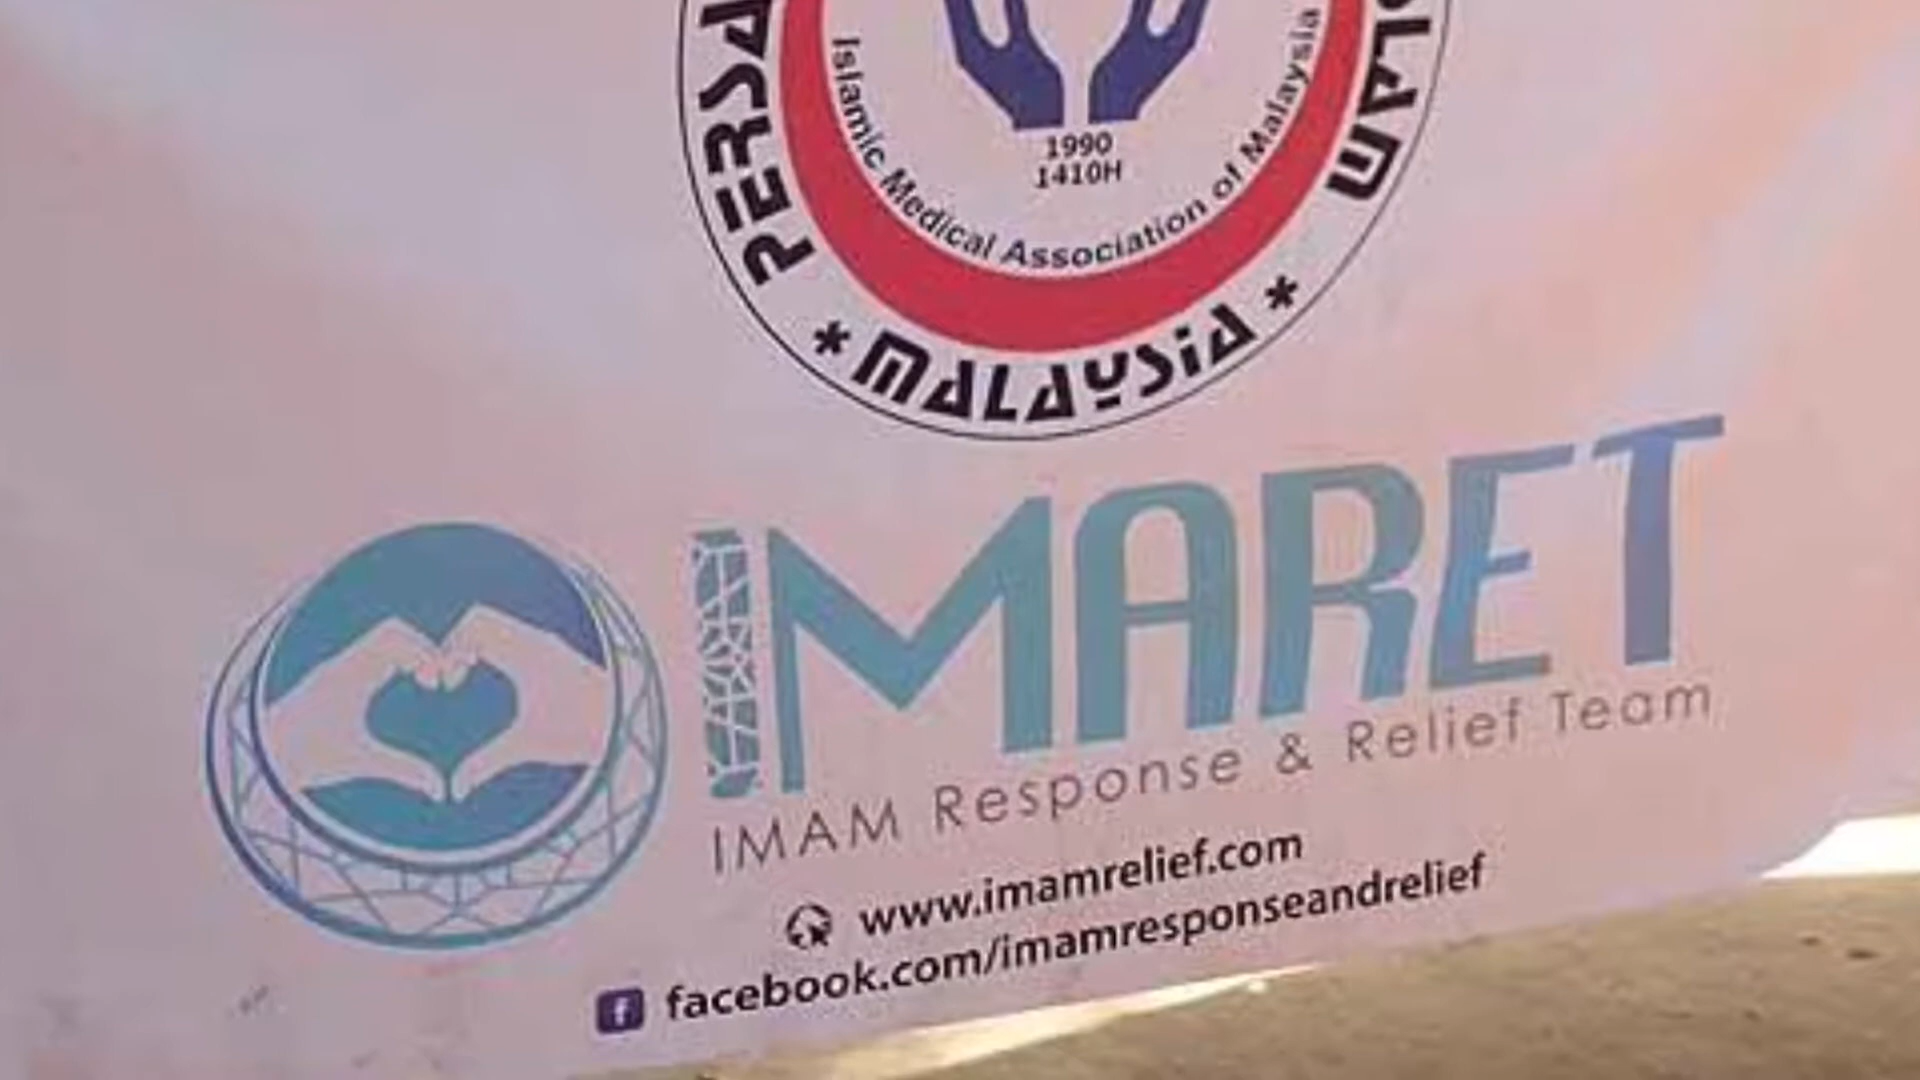 Islamic Medical Association of Malaysia
1990
1410H
* MALAYSIA *
IMARET
IMAM Response & Relief Team
www.imamrelief.com
facebook.com/imamresponseandrelief